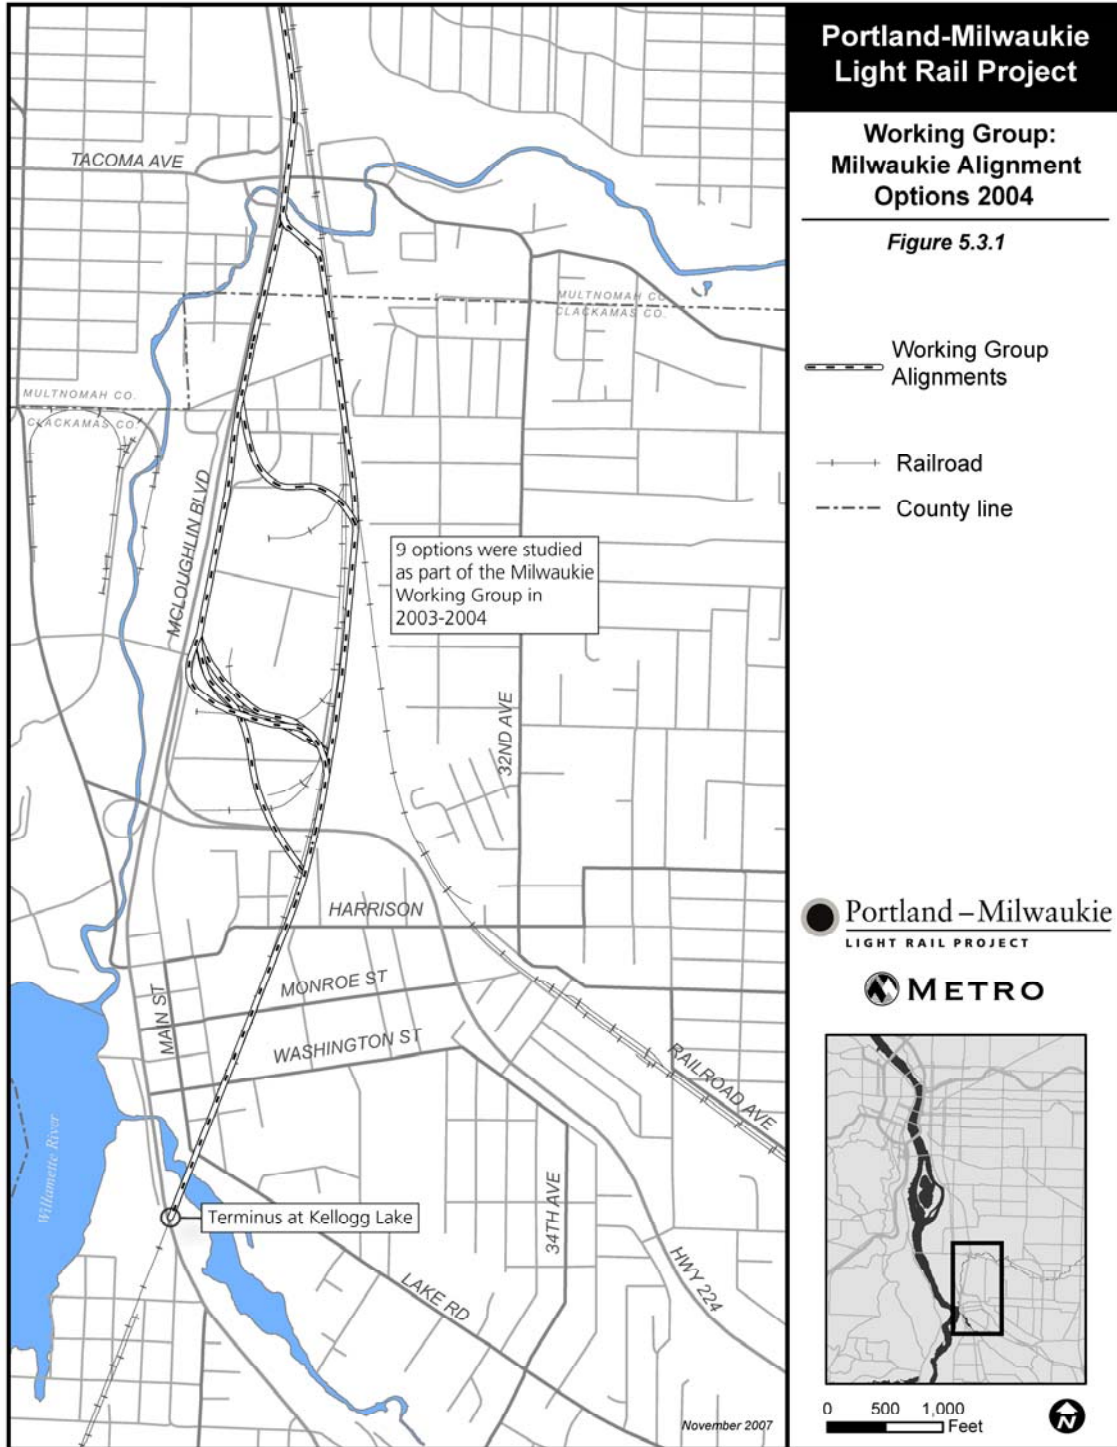 Portland-Milwaukie
Light Rail Project
Working Group:
Milwaukie Alignment
Options 2004
Figure 5.3.1
Working Group
Alignments
Railroad
County line
Portland – Milwaukie
LIGHT RAIL PROJECT
METRO
0 500 1,000
Feet
N
TACOMA AVE
MULTNOMAH CO.
CLACKAMAS CO.
MULTNOMAH CO.
CLACKAMAS CO.
MCLOUGHLIN BLVD
9 options were studied
as part of the Milwaukie
Working Group in
2003-2004
32ND AVE
HARRISON
MONROE ST
MAIN ST
WASHINGTON ST
RAILROAD AVE
Willamette River
34TH AVE
Terminus at Kellogg Lake
HWY 224
LAKE RD
November 2007